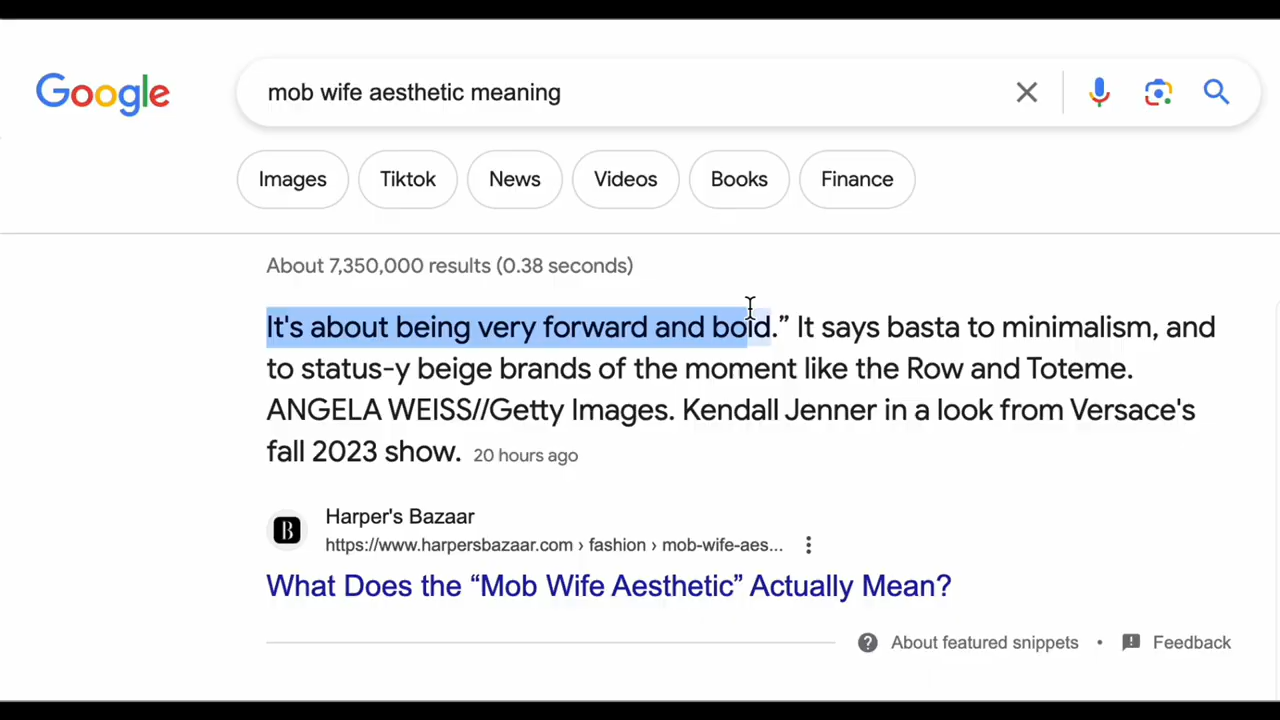 Google
mob wife aesthetic meaning
Images Tiktok News Videos Books Finance
About 7,350,000 results (0.38 seconds)
It's about being very forward and bold.” It says basta to minimalism, and
to status-y beige brands of the moment like the Row and Toteme.
ANGELA WEISS//Getty Images. Kendall Jenner in a look from Versace's
fall 2023 show. 20 hours ago
B
Harper's Bazaar
https://www.harpersbazaar.com › fashion › mob-wife-aes...
What Does the “Mob Wife Aesthetic” Actually Mean?
About featured snippets • Feedback